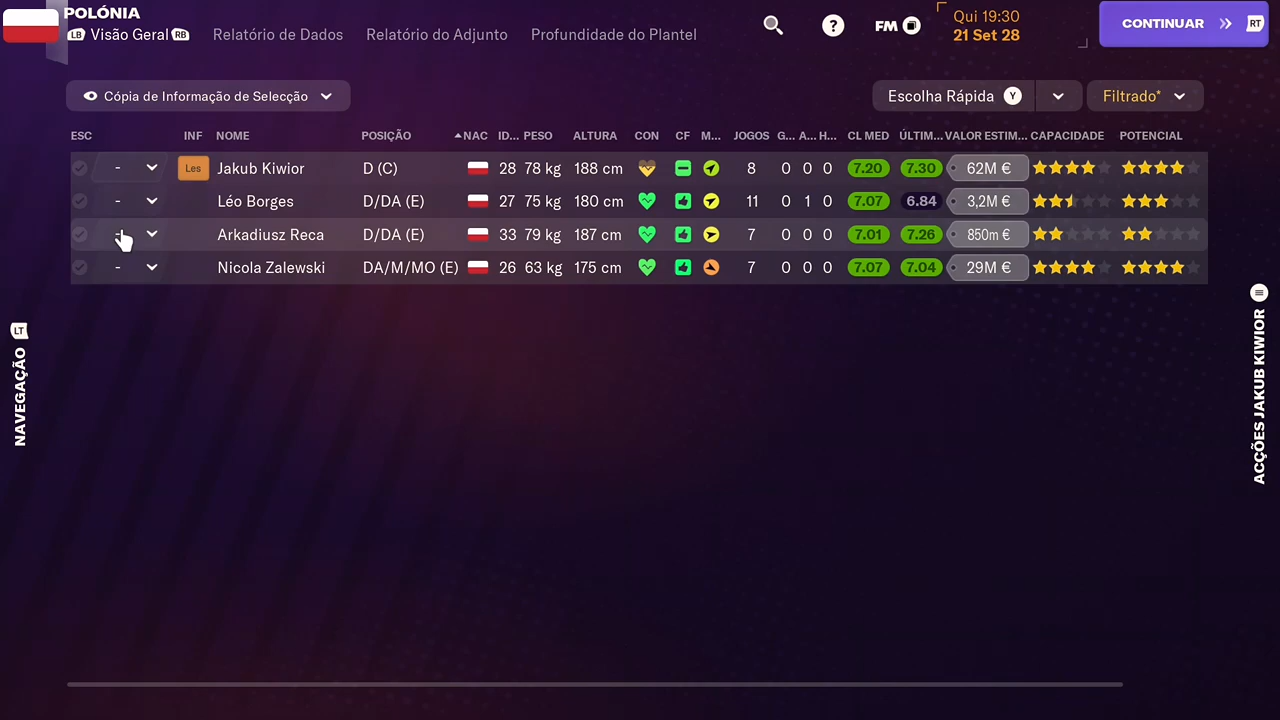 POLÓNIA
LB Visão Geral RB Relatório de Dados Relatório do Adjunto Profundidade do Plantel
? FM Qui 19:30
21 Set 28
CONTINUAR RT
Cópia de Informação de Selecção Escolha Rápida Y Filtrado*
ESC INF NOME POSIÇÃO NAC ID... PESO ALTURA CON CF M... JOGOS G... A... H... CL MED ÚLTIM... VALOR ESTIM... CAPACIDADE POTENCIAL
- Les Jakub Kiwior D (C) 28 78 kg 188 cm 8 0 0 0 7.20 7.30 62M €
- Léo Borges D/DA (E) 27 75 kg 180 cm 11 0 1 0 7.07 6.84 3,2M €
- Arkadiusz Reca D/DA (E) 33 79 kg 187 cm 7 0 0 0 7.01 7.26 850m €
- Nicola Zalewski DA/M/MO (E) 26 63 kg 175 cm 7 0 0 0 7.07 7.04 29M €
LT NAVEGAÇÃO
ACÇÕES JAKUB KIWIOR